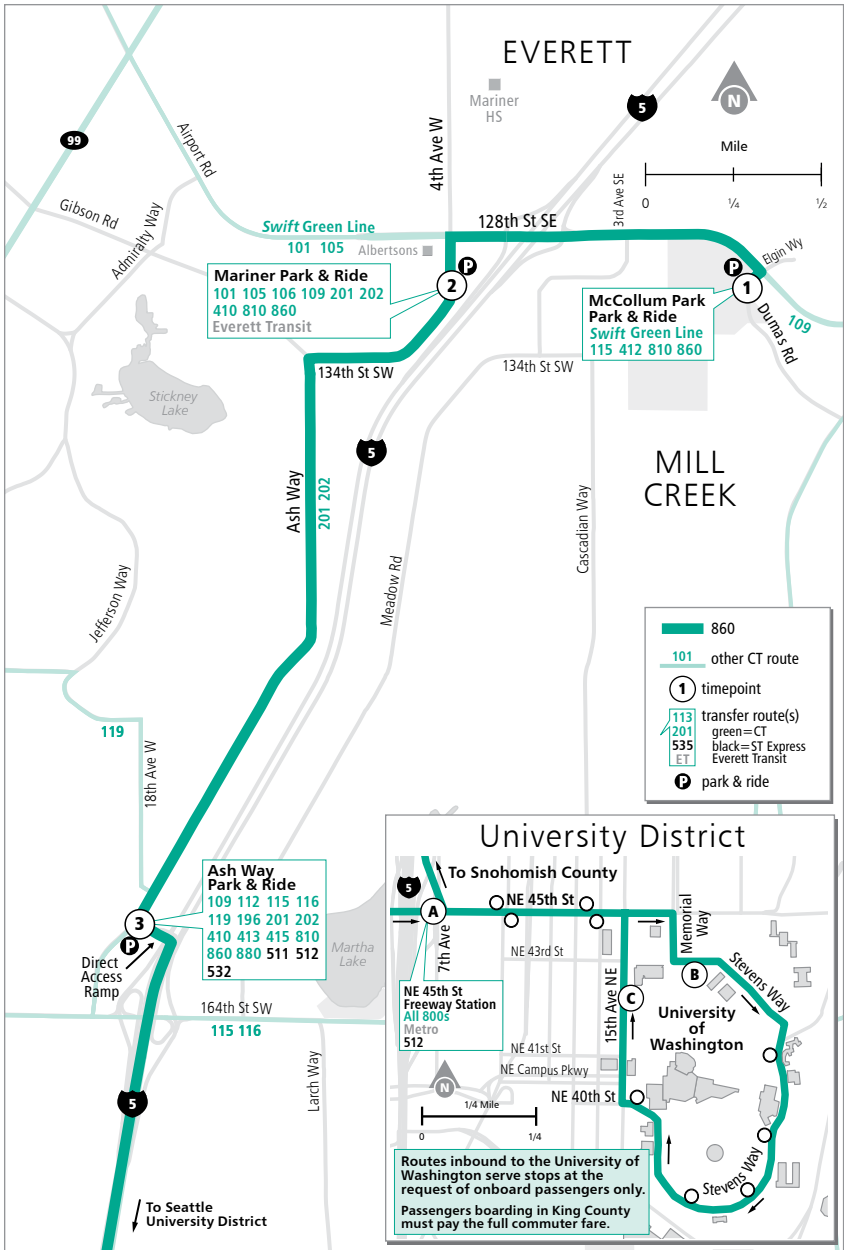 EVERETT
Mariner
HS
5
N
99
Airport Rd
4th Ave W
Mile
0
1/4
1/2
3rd Ave SE
Gibson Rd
Admiralty Way
Swift Green Line
101 105
Albertsons
128th St SE
Elgin Wy
P
2
P
1
Mariner Park & Ride
101 105 106 109 201 202
410 810 860
Everett Transit
McCollum Park
Park & Ride
Swift Green Line
115 412 810 860
Dumas Rd
109
134th St SW
134th St SW
Stickney
Lake
5
MILL
CREEK
Ash Way
201 202
Cascadian Way
Meadow Rd
Jefferson Way
860
101
other CT route
1
timepoint
113
201
535
ET
transfer route(s)
green=CT
black=ST Express
Everett Transit
P
park & ride
119
18th Ave W
Ash Way
Park & Ride
109 112 115 116
119 196 201 202
410 413 415 810
860 880 511 512
532
3
P
Direct
Access
Ramp
Martha
Lake
164th St SW
115 116
Larch Way
5
To Seattle
University District
University District
To Snohomish County
5
A
NE 45th St
7th Ave
Memorial
Way
NE 43rd St
Stevens Way
B
NE 45th St
Freeway Station
All 800s
Metro
512
C
15th Ave NE
University
of
Washington
NE 41st St
NE Campus Pkwy
N
NE 40th St
1/4 Mile
0
1/4
Stevens Way
Routes inbound to the University of
Washington serve stops at the
request of onboard passengers only.
Passengers boarding in King County
must pay the full commuter fare.